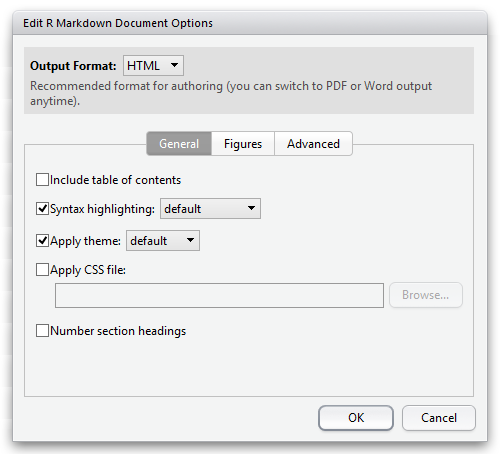 Edit R Markdown Document Options
Output Format: HTML
Recommended format for authoring (you can switch to PDF or Word output
anytime).
General Figures Advanced
Include table of contents
Syntax highlighting: default
Apply theme: default
Apply CSS file:
Browse...
Number section headings
OK Cancel